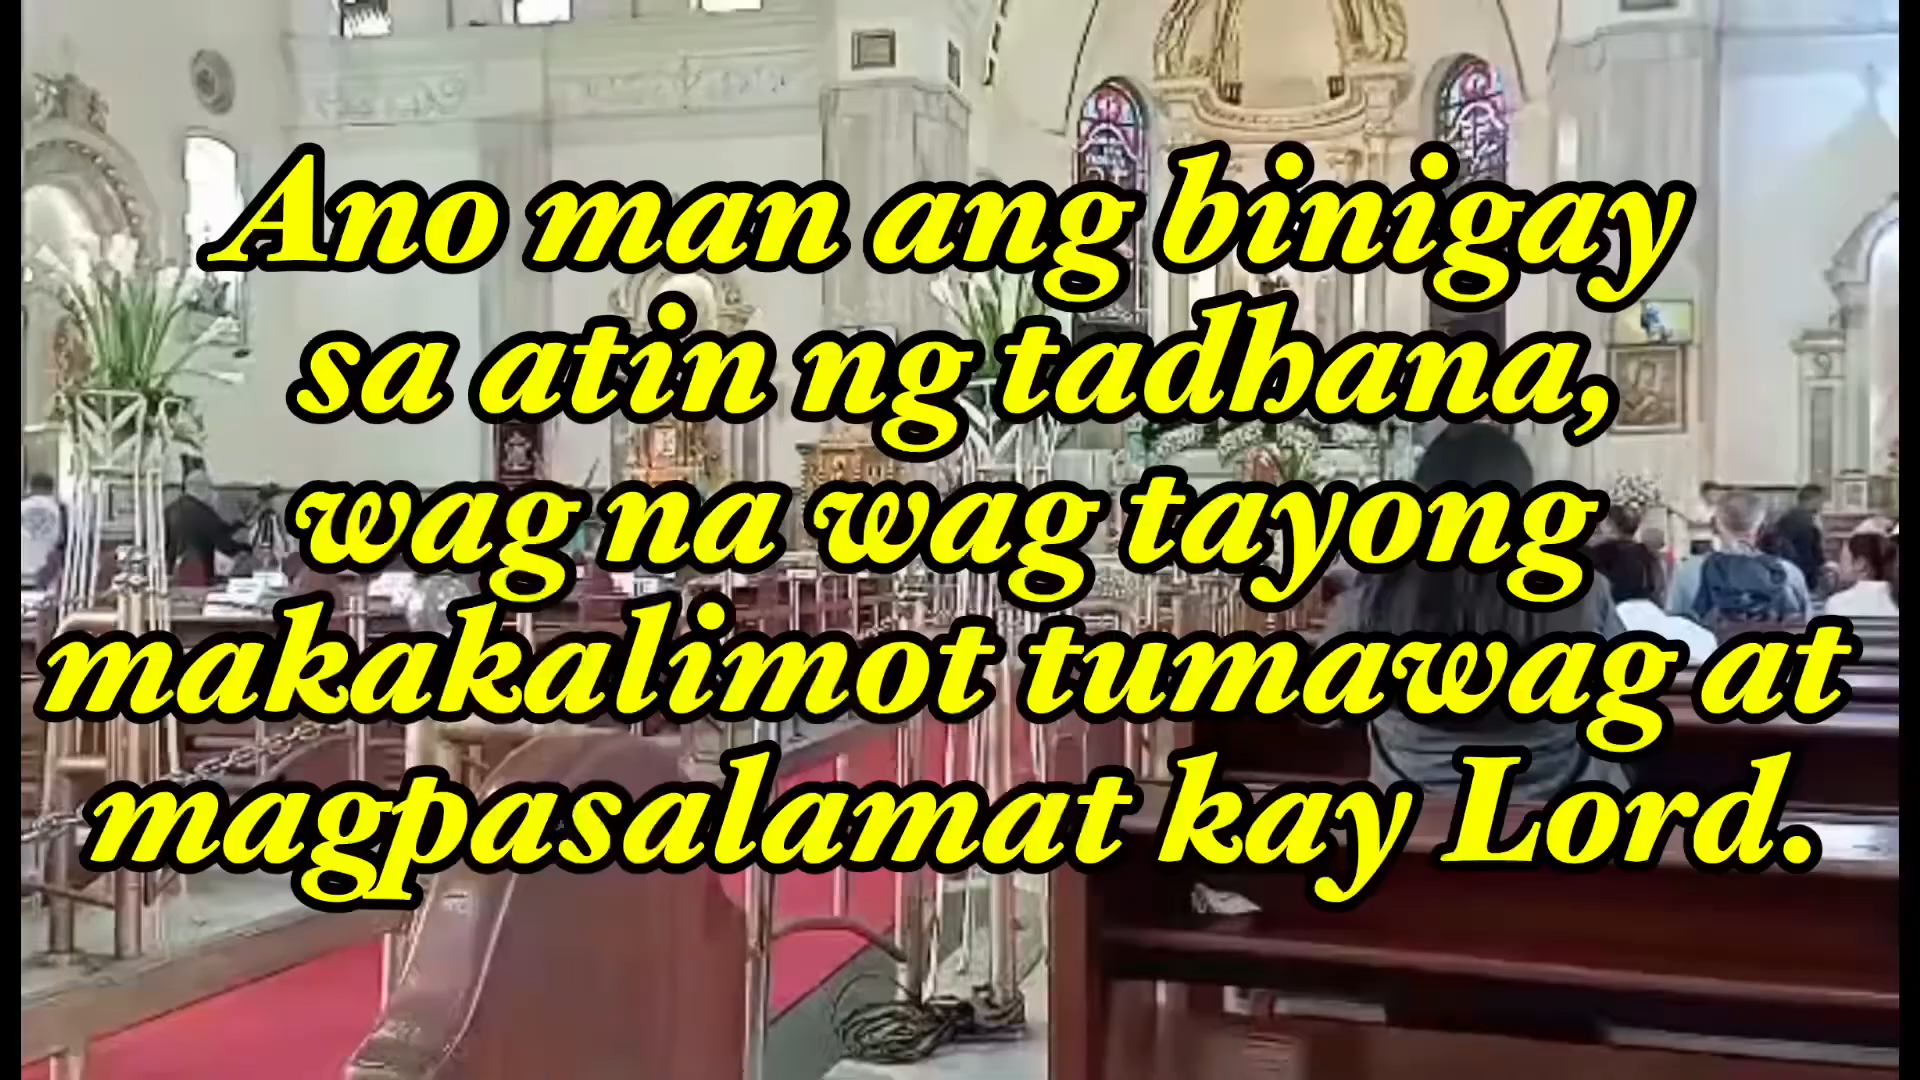 Ano man ang binigay
sa atin ng tadhana,
wag na wag tayong
makakalimot tumawag at
magpasalamat kay Lord.